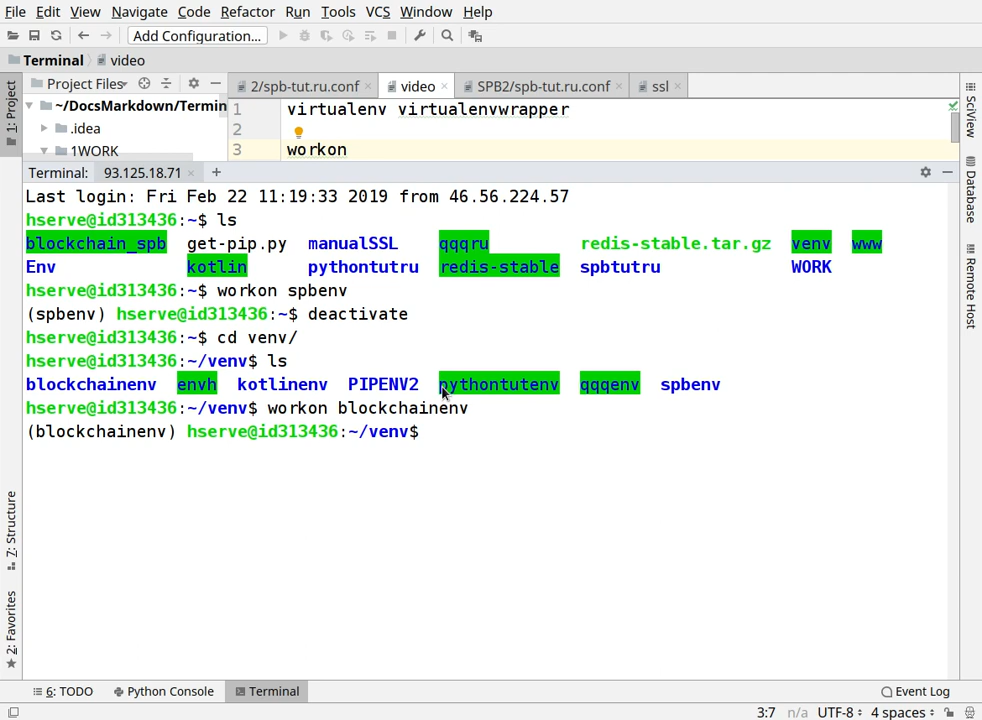 File Edit View Navigate Code Refactor Run Tools VCS Window Help
Add Configuration...
Terminal video
1: Project
Project Files
2/spb-tut.ru.conf video SPB2/spb-tut.ru.conf ssl
~/DocsMarkdown/Termin
.idea
1WORK
1 virtualenv virtualenvwrapper
2
3 workon
SciView
Database
Remote Host
Terminal: 93.125.18.71 +
Last login: Fri Feb 22 11:19:33 2019 from 46.56.224.57
hserve@id313436:~$ ls
blockchain_spb get-pip.py manualSSL qqqru redis-stable.tar.gz venv www
Env kotlin pythontutru redis-stable spbtutru WORK
hserve@id313436:~$ workon spbenv
(spbenv) hserve@id313436:~$ deactivate
hserve@id313436:~$ cd venv/
hserve@id313436:~/venv$ ls
blockchainenv envh kotlinenv PIPENV2 pythontutenv qqqenv spbenv
hserve@id313436:~/venv$ workon blockchainenv
(blockchainenv) hserve@id313436:~/venv$
Z: Structure
2: Favorites
6: TODO Python Console Terminal Event Log
3:7 n/a UTF-8 4 spaces